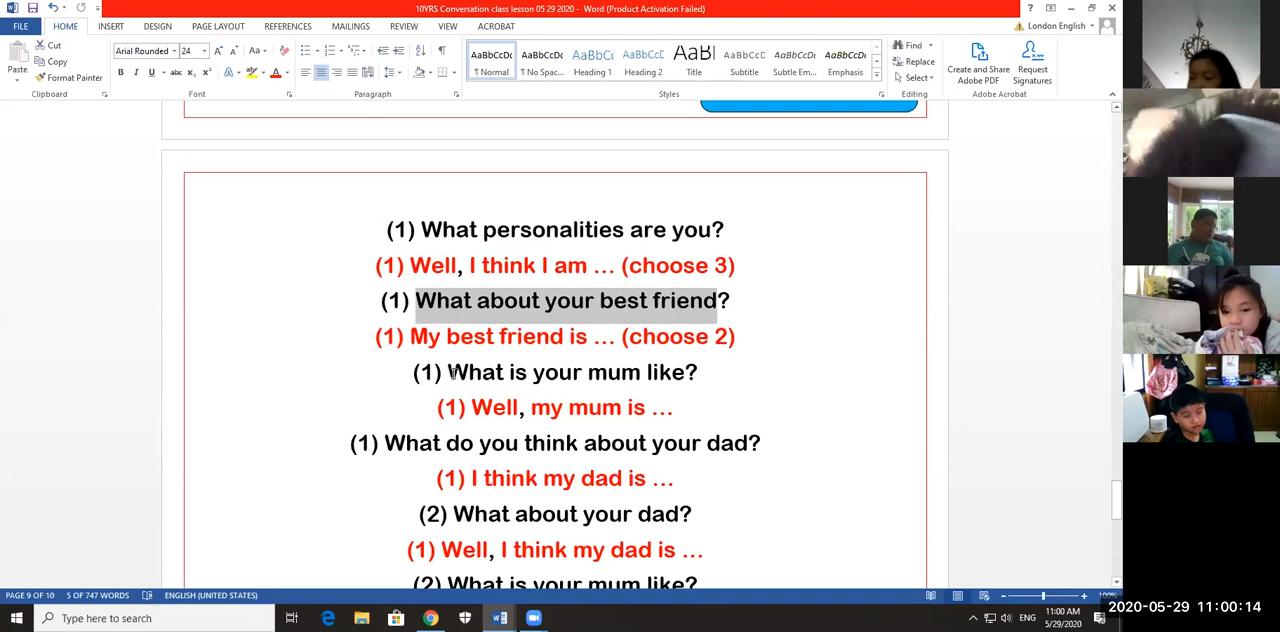 10YRS Conversation class lesson 05 29 2020 - Word (Product Activation Failed)
FILE HOME INSERT DESIGN PAGE LAYOUT REFERENCES MAILINGS REVIEW VIEW ACROBAT
London English
Cut
Copy
Format Painter
Paste
Clipboard
Arial Rounded 24
Font
Paragraph
AaBbCcDc AaBbCcDc AaBbCc AaBbCcD AaBl AaBbCcD AaBbCcDc AaBbCcDc
¶ Normal ¶ No Spac... Heading 1 Heading 2 Title Subtitle Subtle Em... Emphasis
Styles
Find
Replace
Select
Editing
Create and Share Adobe PDF
Request Signatures
Adobe Acrobat
(1) What personalities are you?
(1) Well, I think I am ... (choose 3)
(1) What about your best friend?
(1) My best friend is ... (choose 2)
(1) What is your mum like?
(1) Well, my mum is ...
(1) What do you think about your dad?
(1) I think my dad is ...
(2) What about your dad?
(1) Well, I think my dad is ...
(2) What is your mum like?
PAGE 9 OF 10 5 OF 747 WORDS ENGLISH (UNITED STATES) 100%
Type here to search
ENG
11:00 AM
5/29/2020
2020-05-29 11:00:14